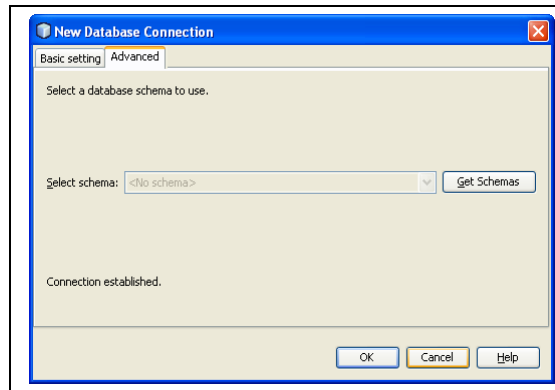 New Database Connection
Basic setting Advanced
Select a database schema to use.
Select schema: <No schema> Get Schemas
Connection established.
OK Cancel Help